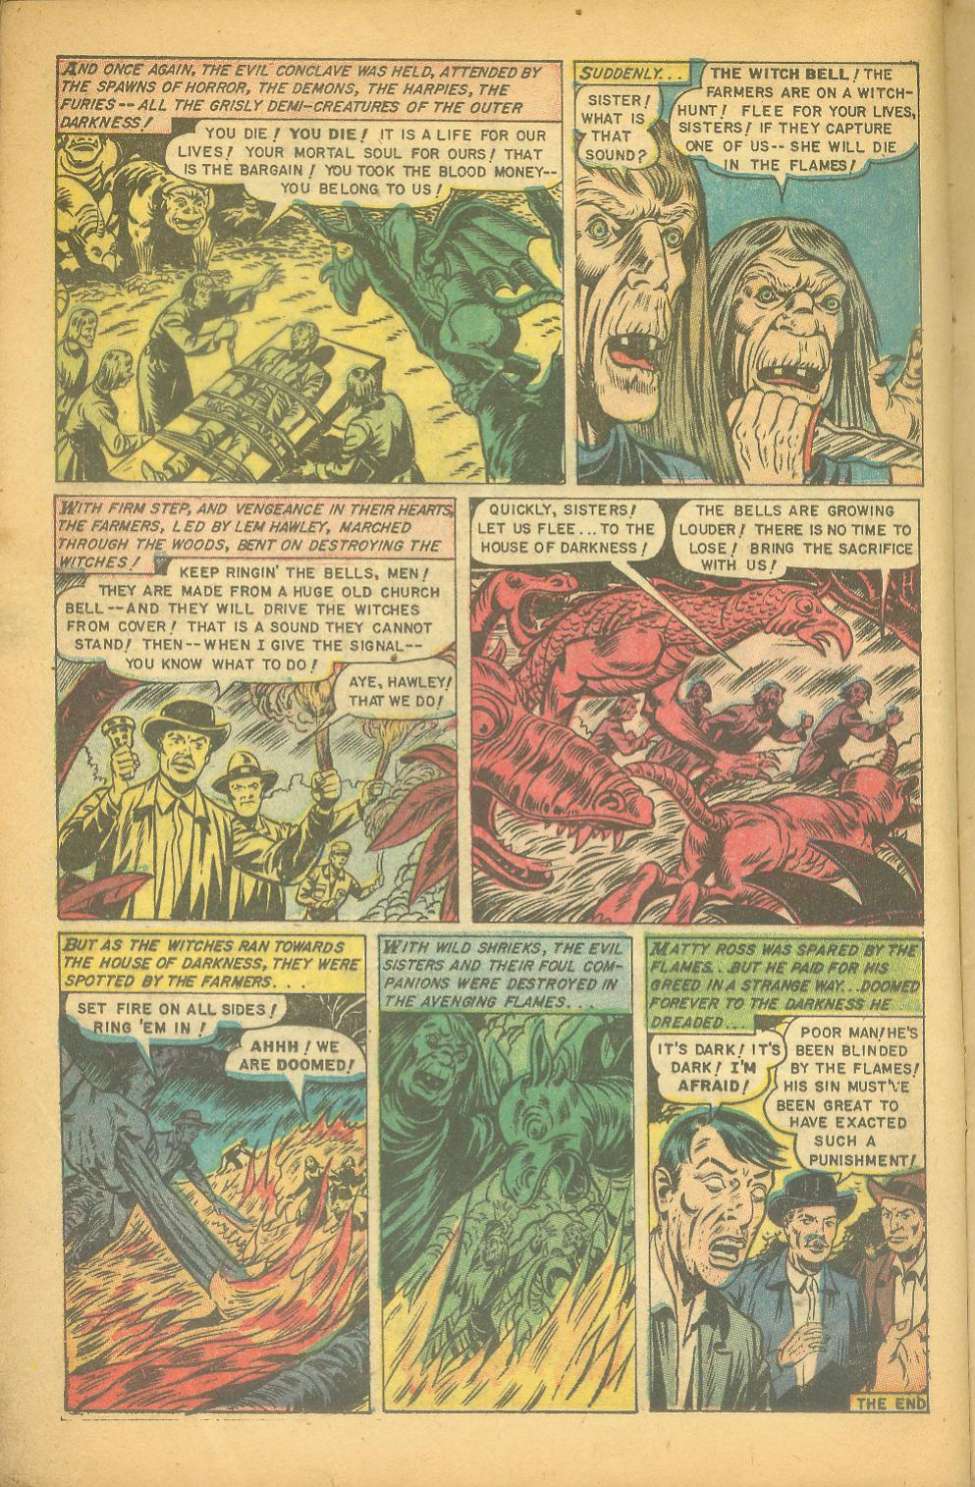 AND ONCE AGAIN, THE EVIL CONCLAVE WAS HELD, ATTENDED BY
THE SPAWNS OF HORROR, THE DEMONS, THE HARPIES, THE
FURIES--ALL THE GRISLY DEMI-CREATURES OF THE OUTER
DARKNESS!
YOU DIE! YOU DIE! IT IS A LIFE FOR OUR
LIVES! YOUR MORTAL SOUL FOR OURS! THAT
IS THE BARGAIN! YOU TOOK THE BLOOD MONEY--
YOU BELONG TO US!
SUDDENLY...
SISTER!
WHAT IS
THAT
SOUND?
THE WITCH BELL! THE
FARMERS ARE ON A WITCH-
HUNT! FLEE FOR YOUR LIVES,
SISTERS! IF THEY CAPTURE
ONE OF US--SHE WILL DIE
IN THE FLAMES!
WITH FIRM STEP, AND VENGEANCE IN THEIR HEARTS,
THE FARMERS, LED BY LEM HAWLEY, MARCHED
THROUGH THE WOODS, BENT ON DESTROYING THE
WITCHES!
KEEP RINGIN' THE BELLS, MEN!
THEY ARE MADE FROM A HUGE OLD CHURCH
BELL--AND THEY WILL DRIVE THE WITCHES
FROM COVER! THAT IS A SOUND THEY CANNOT
STAND! THEN--WHEN I GIVE THE SIGNAL--
YOU KNOW WHAT TO DO!
AYE, HAWLEY!
THAT WE DO!
QUICKLY, SISTERS!
LET US FLEE...TO THE
HOUSE OF DARKNESS!
THE BELLS ARE GROWING
LOUDER! THERE IS NO TIME TO
LOSE! BRING THE SACRIFICE
WITH US!
BUT AS THE WITCHES RAN TOWARDS
THE HOUSE OF DARKNESS, THEY WERE
SPOTTED BY THE FARMERS...
SET FIRE ON ALL SIDES!
RING 'EM IN!
AHHH! WE
ARE DOOMED!
WITH WILD SHRIEKS, THE EVIL
SISTERS AND THEIR FOUL COM-
PANIONS WERE DESTROYED IN
THE AVENGING FLAMES...
MATTY ROSS WAS SPARED BY THE
FLAMES...BUT HE PAID FOR HIS
GREED IN A STRANGE WAY...DOOMED
FOREVER TO THE DARKNESS HE
DREADED...
IT'S DARK! IT'S
DARK! I'M
AFRAID!
POOR MAN! HE'S
BEEN BLINDED
BY THE FLAMES!
HIS SIN MUST'VE
BEEN GREAT TO
HAVE EXACTED
SUCH A
PUNISHMENT!
THE END